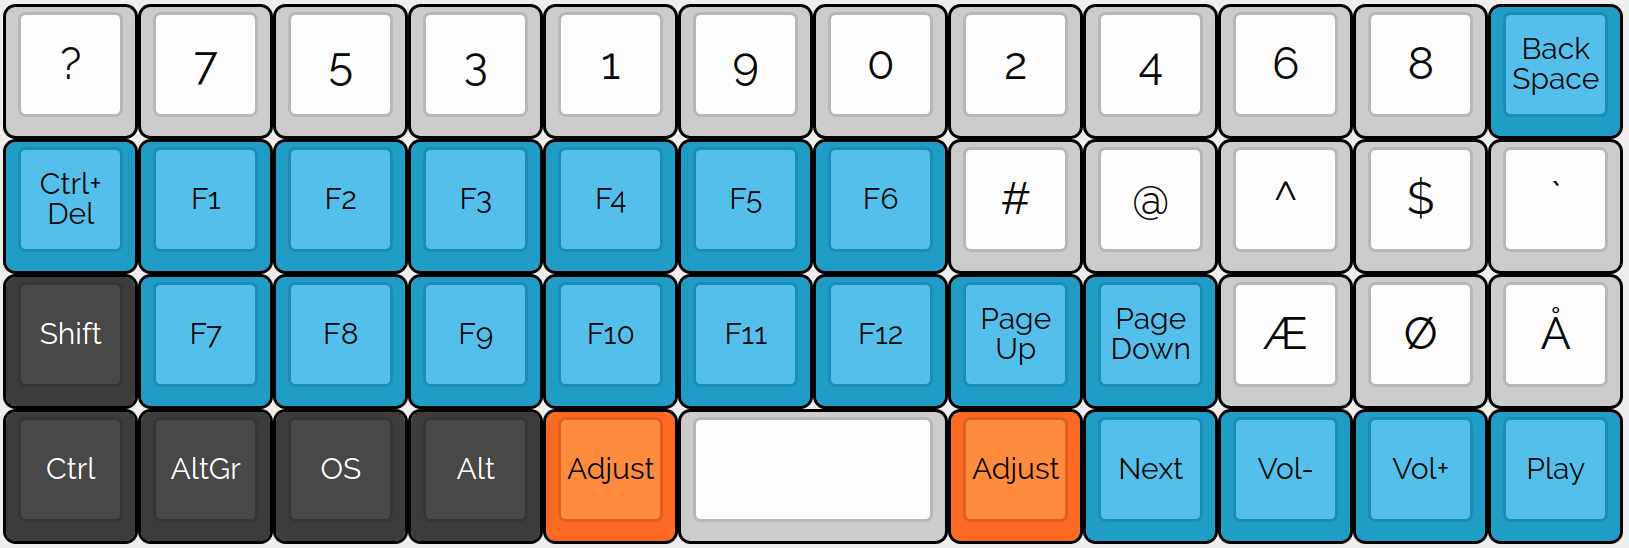 ? 7 5 3 1 9 0 2 4 6 8 Back Space
Ctrl+ Del F1 F2 F3 F4 F5 F6 # @ ^ $ `
Shift F7 F8 F9 F10 F11 F12 Page Up Page Down Æ Ø Å
Ctrl AltGr OS Alt Adjust Adjust Next Vol- Vol+ Play